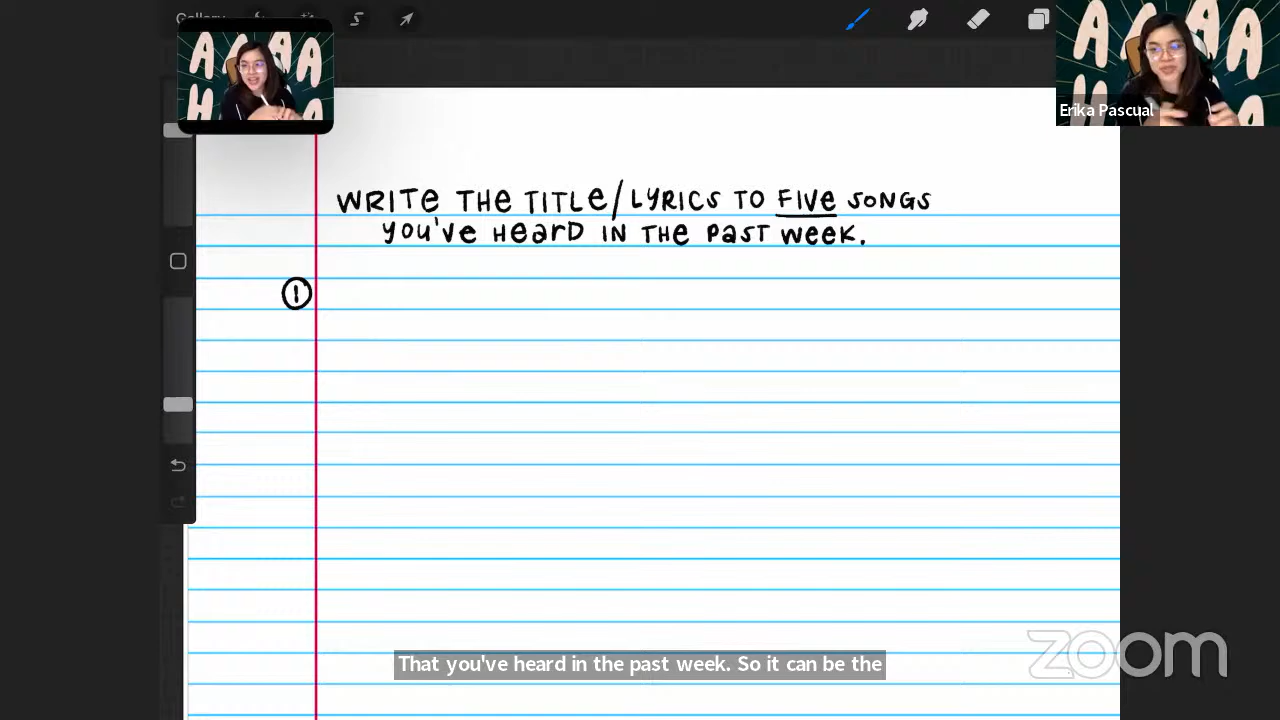 Gallery
Erika Pascual
WRITE THE TITLE/LYRICS TO FIVE SONGS
YOU'VE HEARD IN THE PAST WEEK.
1
That you've heard in the past week. So it can be the
zoom